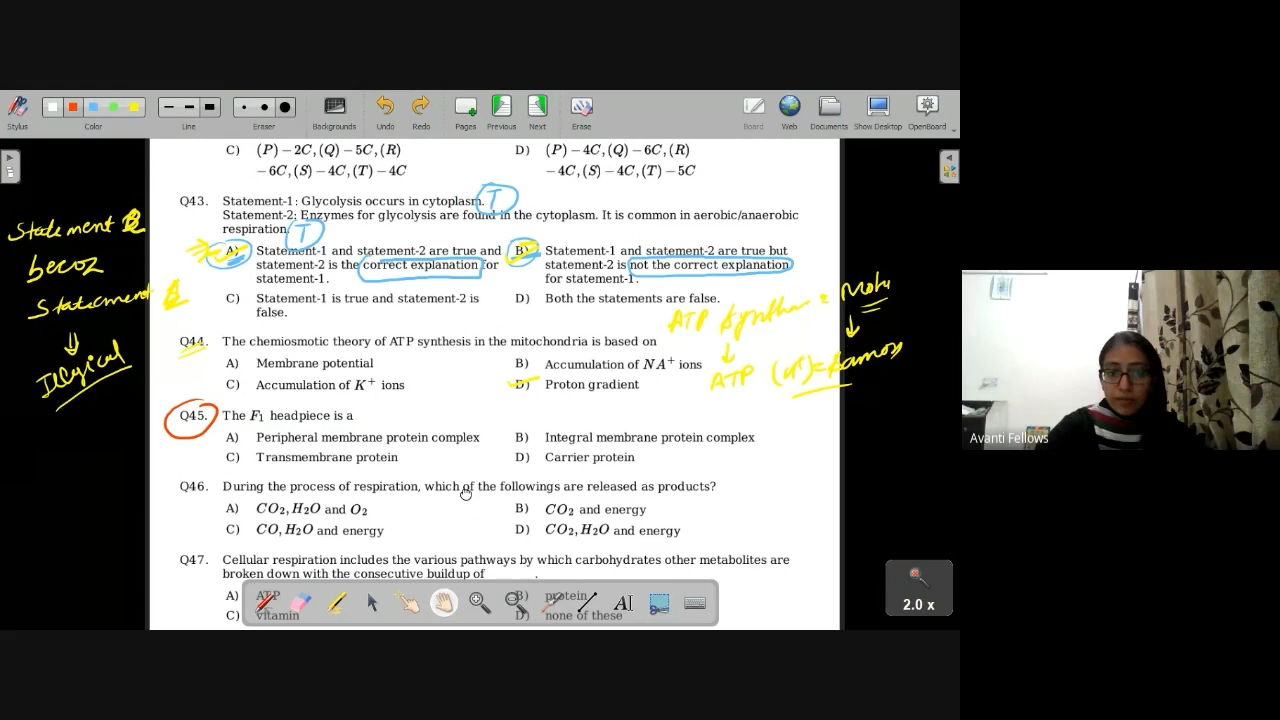 Stylus
Color
Line
Eraser
Backgrounds
Undo
Redo
Pages
Previous
Next
Erase
Board
Web
Documents
Show Desktop
OpenBoard
C) (P) − 2C, (Q) − 5C, (R)
− 6C, (S) − 4C, (T) − 4C
D) (P) − 4C, (Q) − 6C, (R)
− 4C, (S) − 4C, (T) − 5C
Q43. Statement-1: Glycolysis occurs in cytoplasm. T
Statement-2: Enzymes for glycolysis are found in the cytoplasm. It is common in aerobic/anaerobic
respiration. T
A) Statement-1 and statement-2 are true and
statement-2 is the correct explanation for
statement-1.
B) Statement-1 and statement-2 are true but
statement-2 is not the correct explanation
for statement-1.
C) Statement-1 is true and statement-2 is
false.
D) Both the statements are false.
Statement
becoz
Statement
Illogical
ATP
ATP
Q44. The chemiosmotic theory of ATP synthesis in the mitochondria is based on
A) Membrane potential
B) Accumulation of NA⁺ ions
C) Accumulation of K⁺ ions
D) Proton gradient
Q45. The F₁ headpiece is a
A) Peripheral membrane protein complex
B) Integral membrane protein complex
C) Transmembrane protein
D) Carrier protein
Q46. During the process of respiration, which of the followings are released as products?
A) CO₂, H₂O and O₂
B) CO₂ and energy
C) CO, H₂O and energy
D) CO₂, H₂O and energy
Q47. Cellular respiration includes the various pathways by which carbohydrates other metabolites are
broken down with the consecutive buildup of ______.
A) ATP
B) protein
C) vitamin
D) none of these
2.0 x
Avanti Fellows